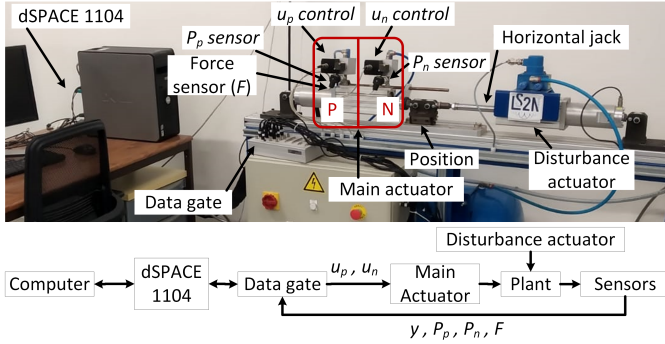 dSPACE 1104
u_p control
u_n control
P_p sensor
P_n sensor
Force
sensor (F)
Horizontal jack
P
N
LS2N
Position
Disturbance
actuator
Data gate
Main actuator
Disturbance actuator
Computer
dSPACE
1104
Data gate
u_p , u_n
Main
Actuator
Plant
Sensors
y , P_p , P_n , F